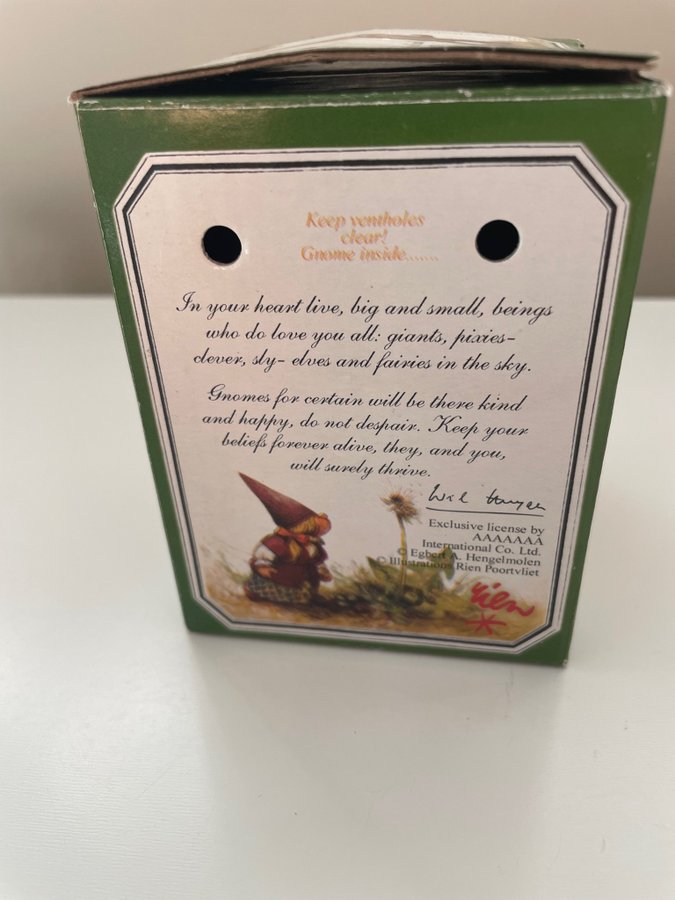 Keep ventholes
clear!
Gnome inside.......
In your heart live, big and small, beings
who do love you all: giants, pixies-
clever, sly- elves and fairies in the sky.
Gnomes for certain will be there kind
and happy, do not despair. Keep your
beliefs forever alive, they, and you,
will surely thrive.
Wil Huygen
Exclusive license by
AAAAAAA
International Co. Ltd.
© Egbert A. Hengelmolen
© Illustrations Rien Poortvliet
Rien